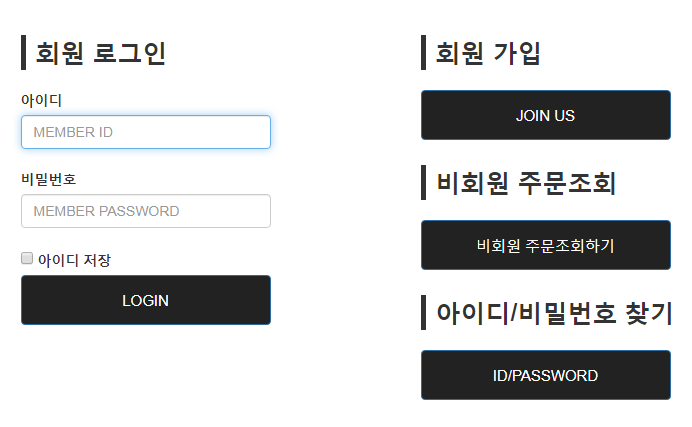 회원 로그인
아이디
MEMBER ID
비밀번호
MEMBER PASSWORD
아이디 저장
LOGIN
회원 가입
JOIN US
비회원 주문조회
비회원 주문조회하기
아이디/비밀번호 찾기
ID/PASSWORD